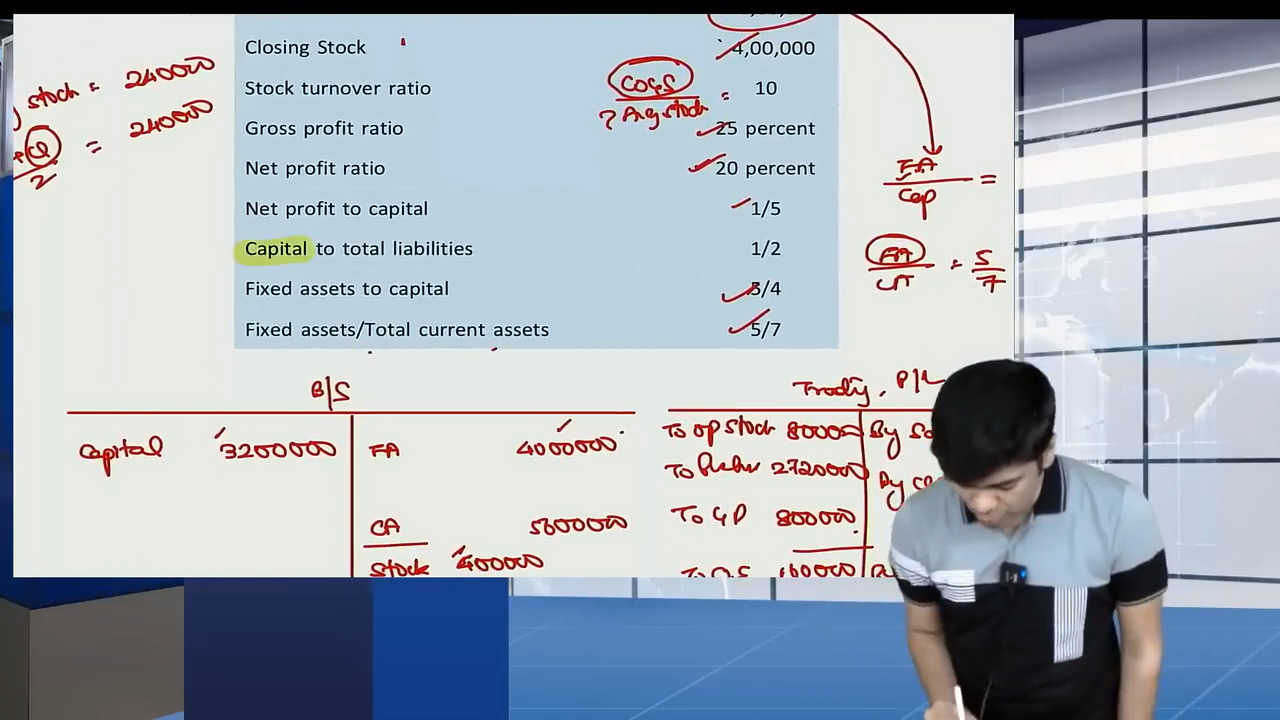 Closing Stock 4,00,000
Stock turnover ratio 10
Gross profit ratio 25 percent
Net profit ratio 20 percent
Net profit to capital 1/5
Capital to total liabilities 1/2
Fixed assets to capital 5/4
Fixed assets/Total current assets 5/7
stock = 240000
= 240000
2
COGS
? Avg stock = 
FA
Cap =
FA
CA = 5
7
B/S
Capital 3200000 FA 4000000
CA 5600000
Stock 400000
Trading, P/L
To op stock 80000 By
To 2720000 By
To GP 800000
160000